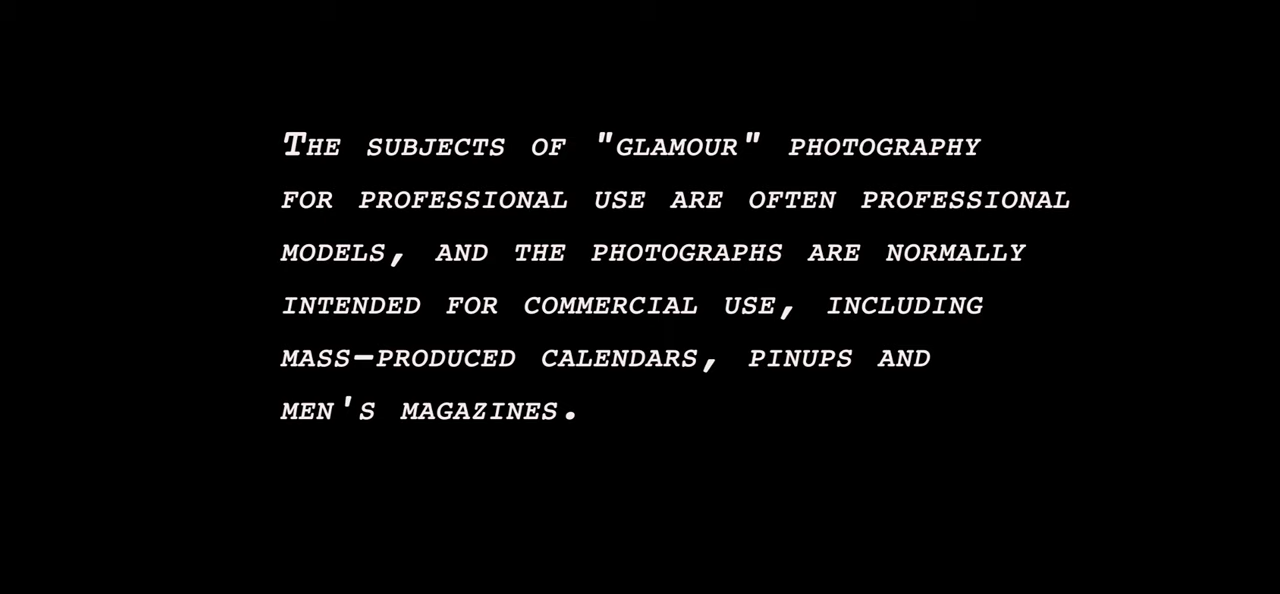 The subjects of "glamour" photography
for professional use are often professional
models, and the photographs are normally
intended for commercial use, including
mass-produced calendars, pinups and
men's magazines.